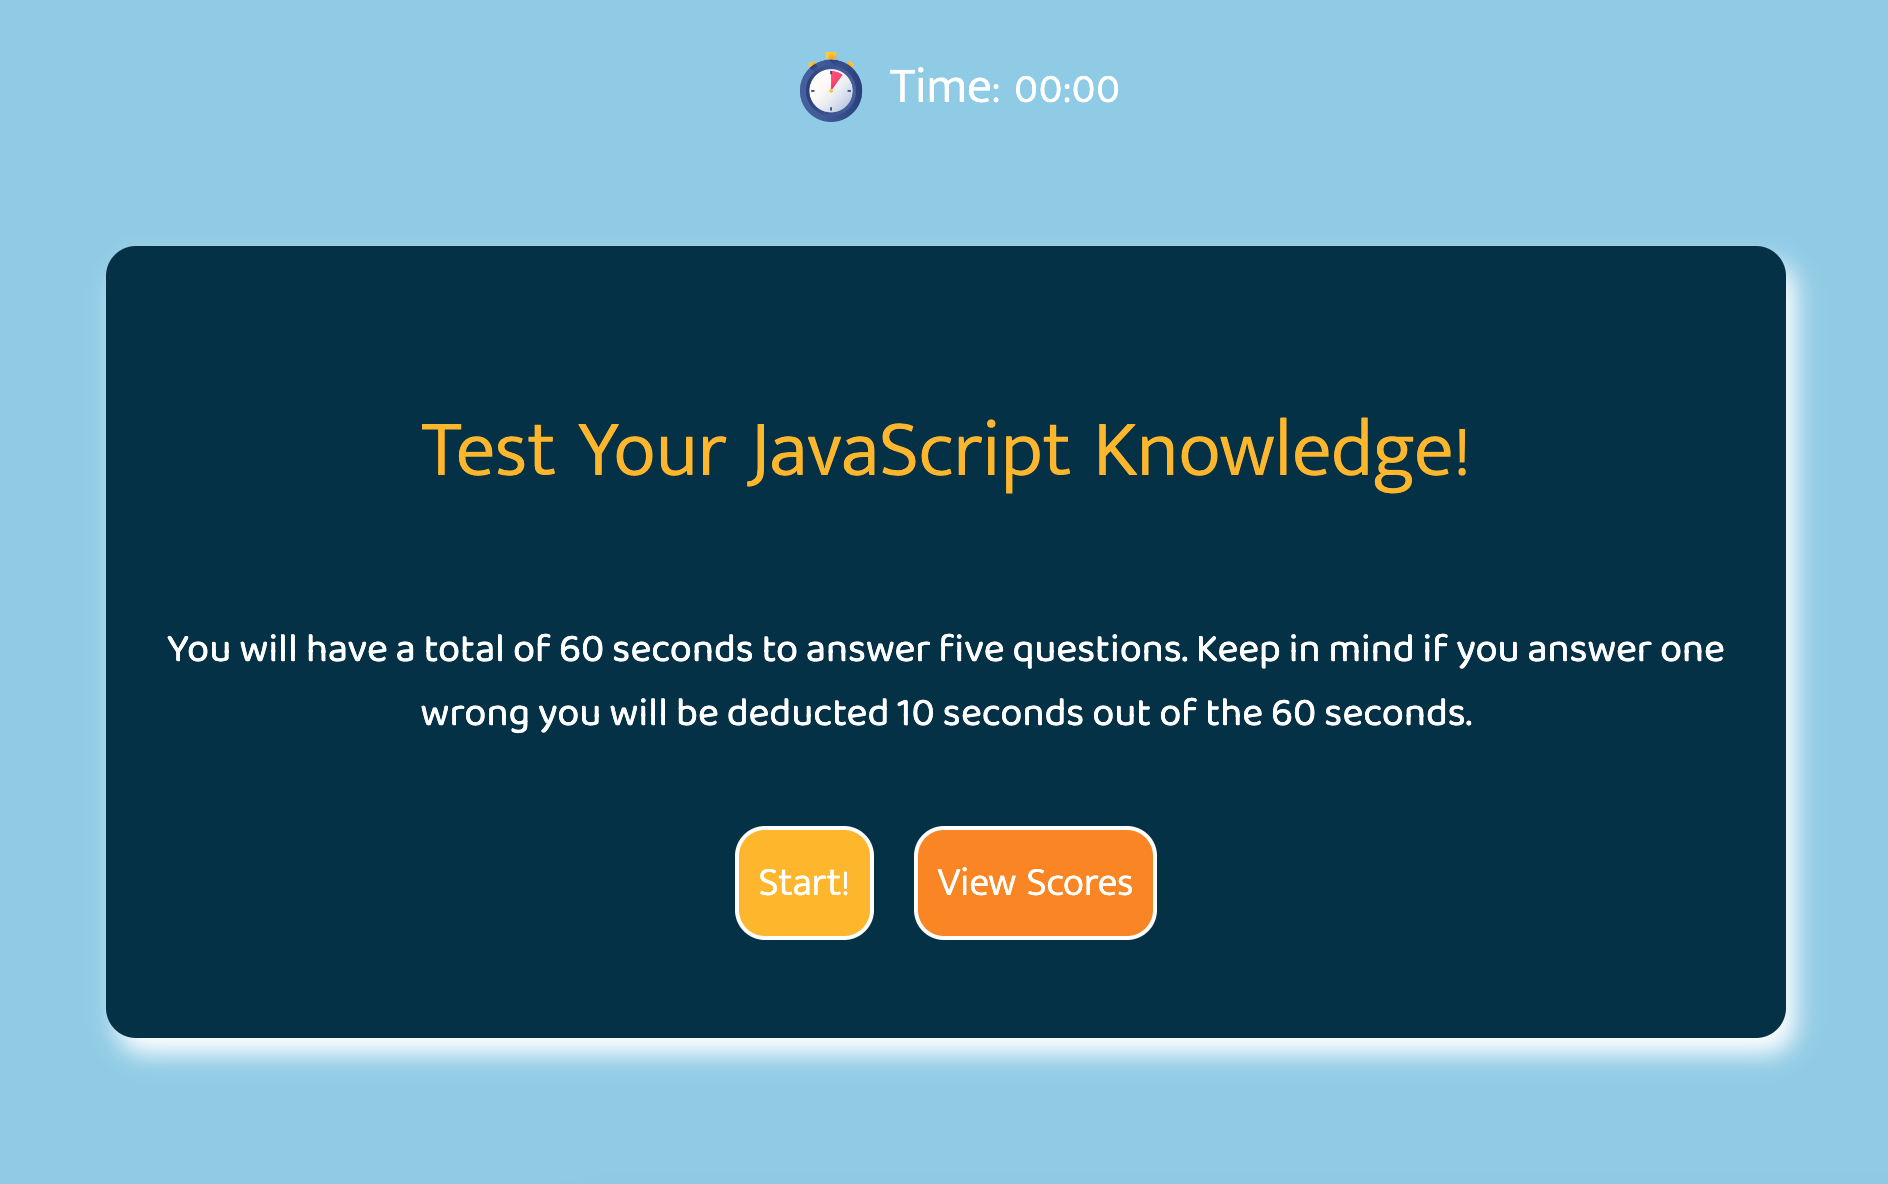 Time: 00:00
Test Your JavaScript Knowledge!
You will have a total of 60 seconds to answer five questions. Keep in mind if you answer one
wrong you will be deducted 10 seconds out of the 60 seconds.
Start!
View Scores